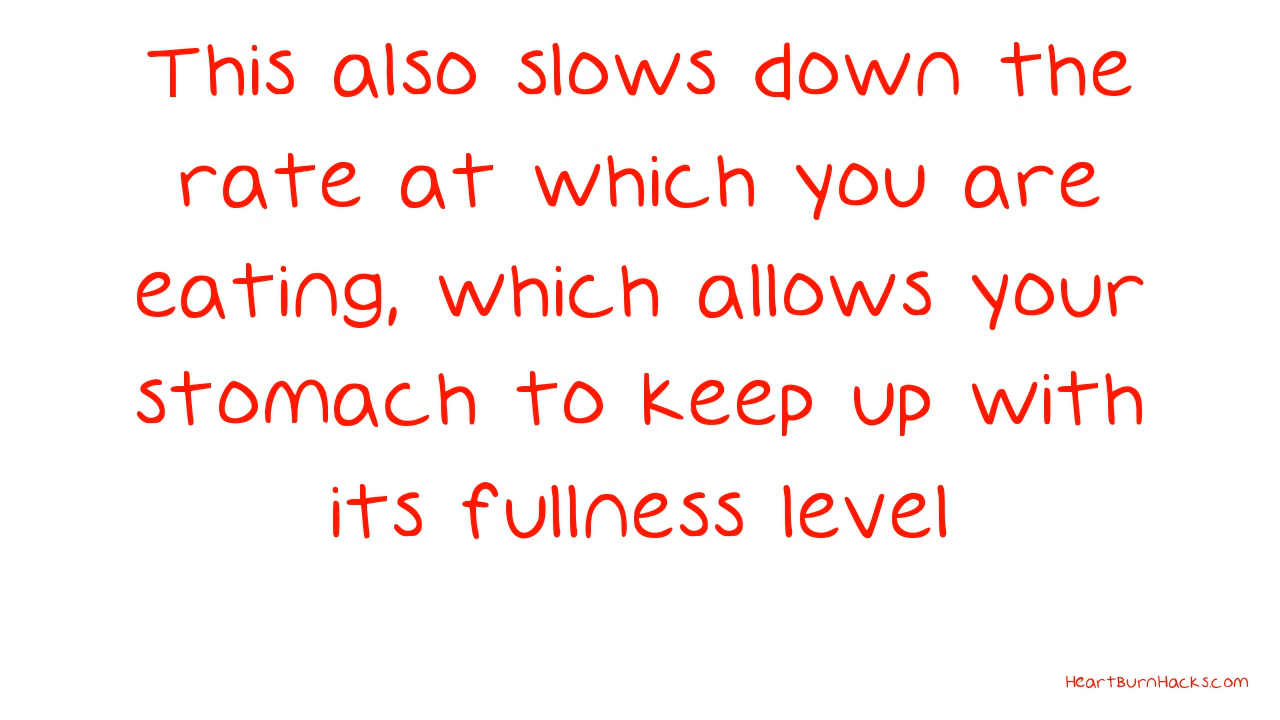 This also slows down the
rate at which you are
eating, which allows your
stomach to keep up with
its fullness level
HeartBurnHacks.com